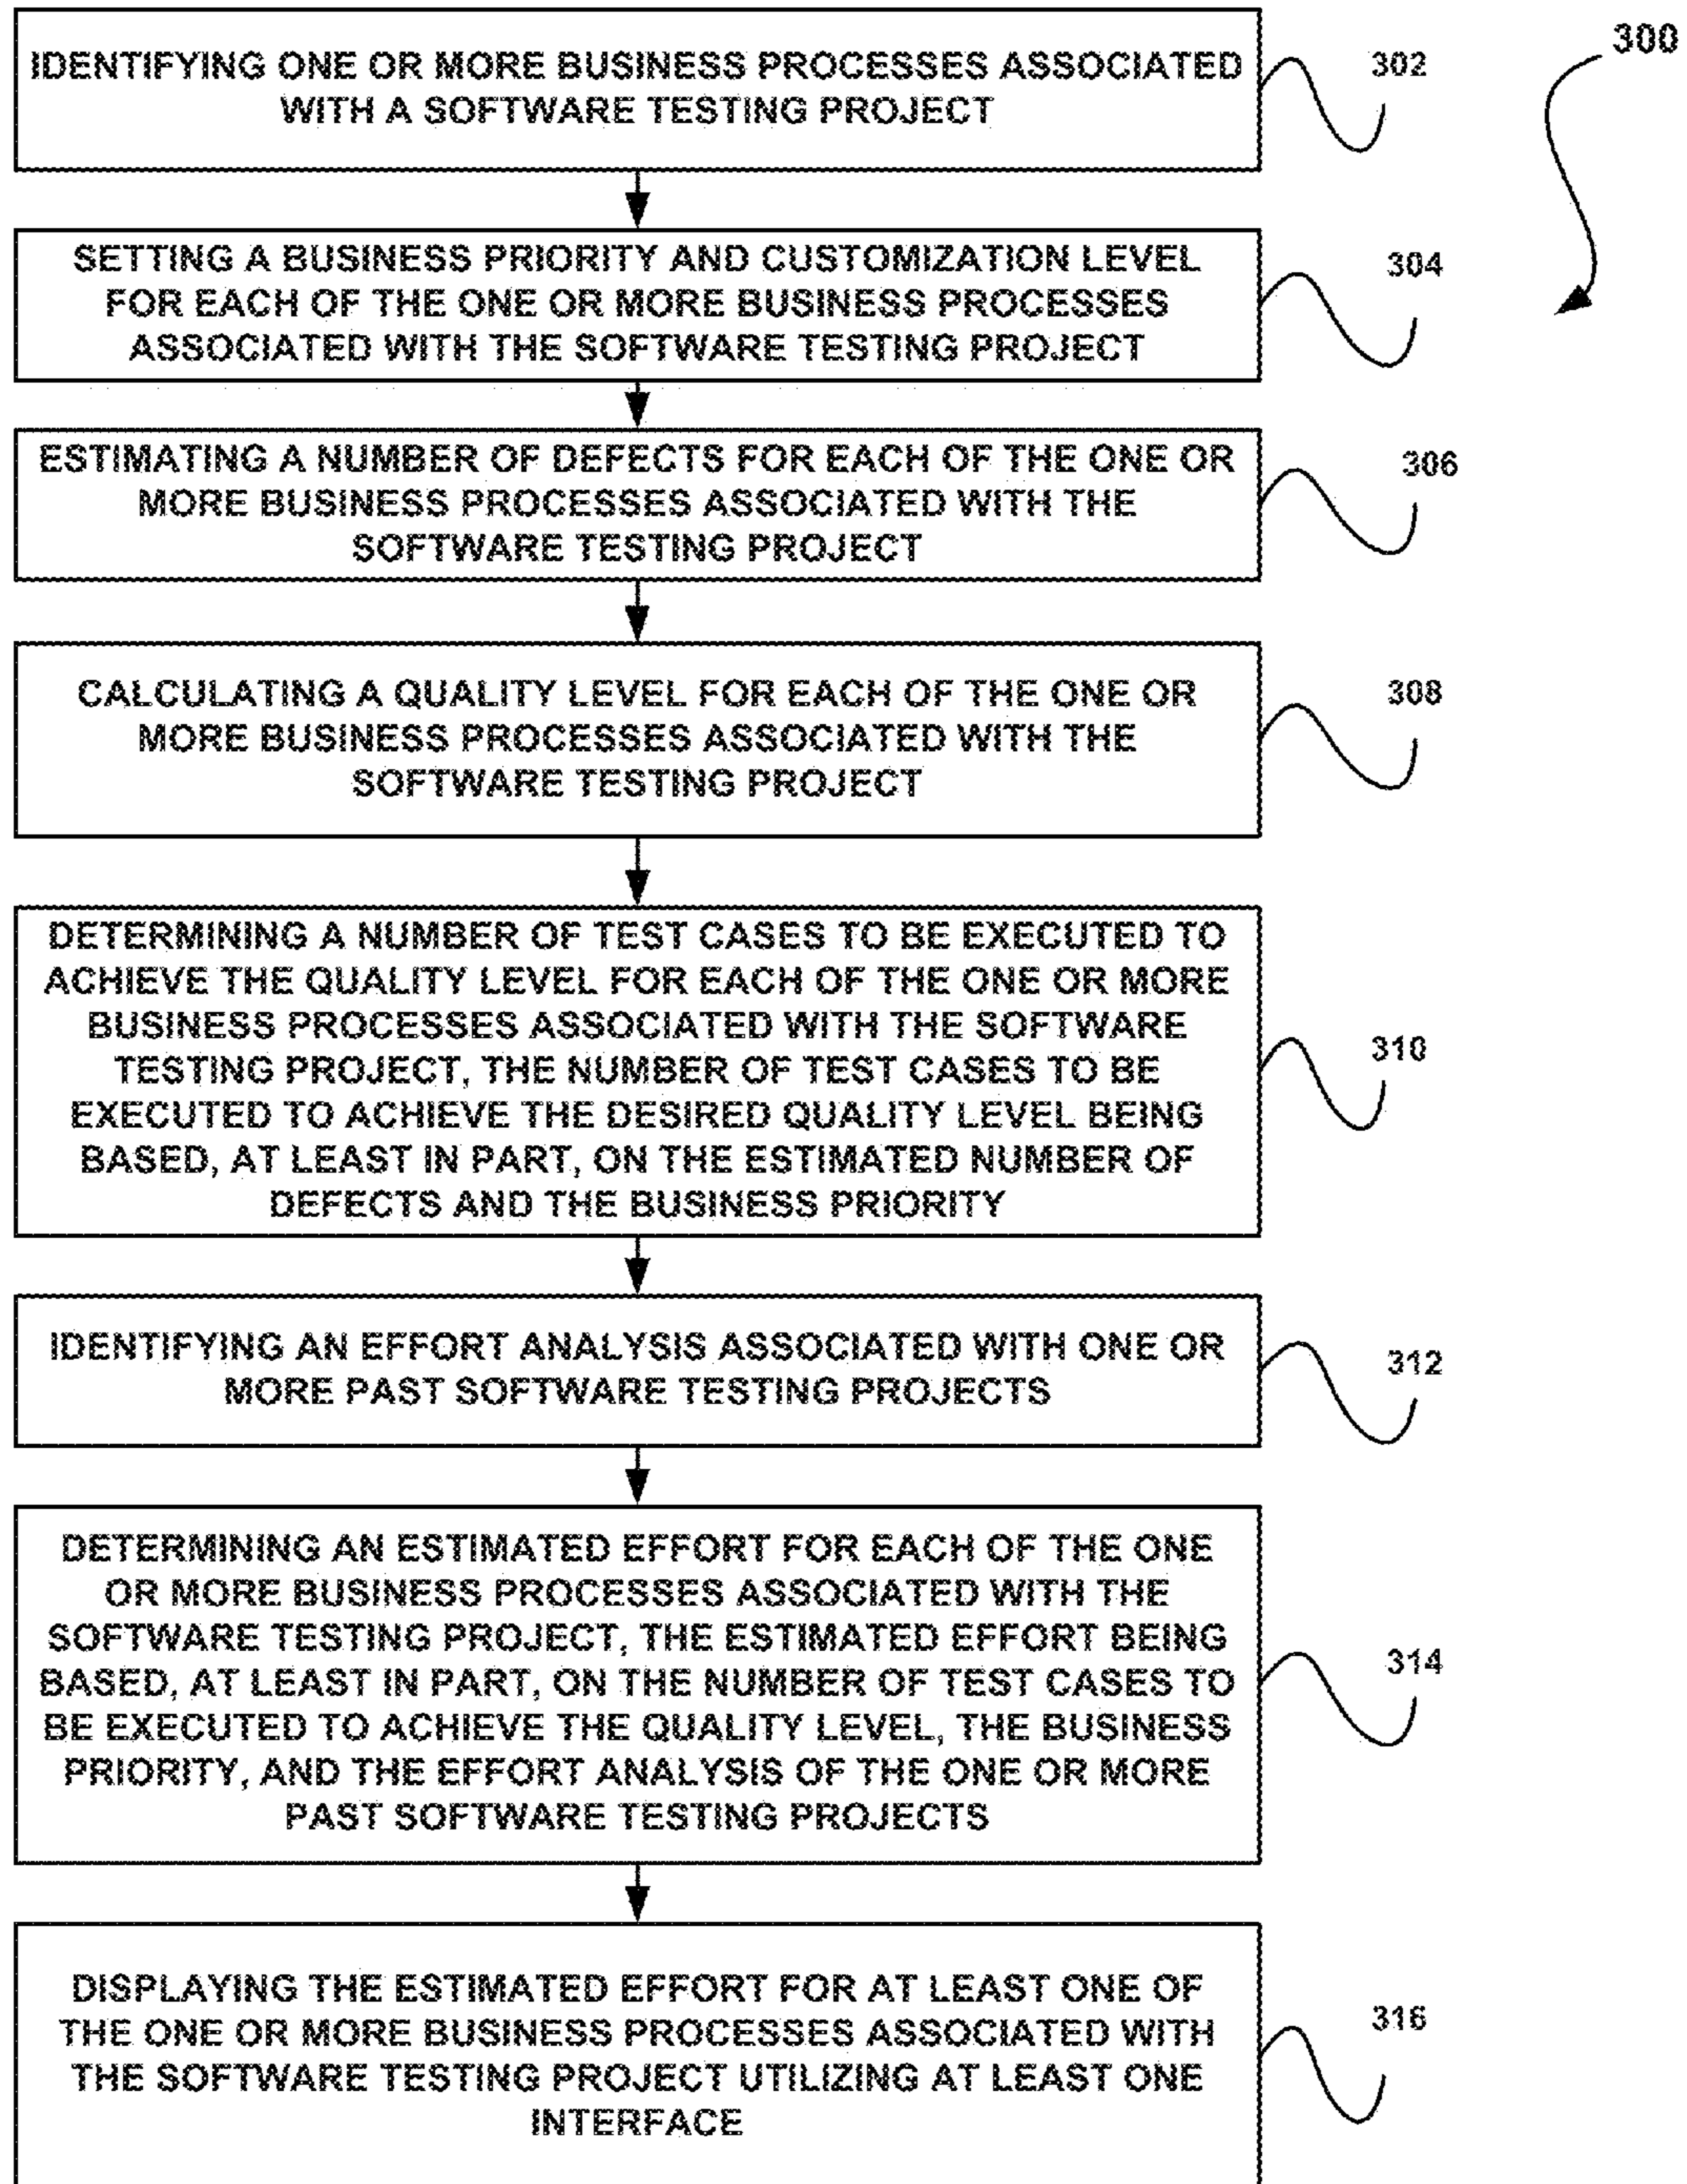 300
IDENTIFYING ONE OR MORE BUSINESS PROCESSES ASSOCIATED
WITH A SOFTWARE TESTING PROJECT
302
SETTING A BUSINESS PRIORITY AND CUSTOMIZATION LEVEL
FOR EACH OF THE ONE OR MORE BUSINESS PROCESSES
ASSOCIATED WITH THE SOFTWARE TESTING PROJECT
304
ESTIMATING A NUMBER OF DEFECTS FOR EACH OF THE ONE OR
MORE BUSINESS PROCESSES ASSOCIATED WITH THE
SOFTWARE TESTING PROJECT
306
CALCULATING A QUALITY LEVEL FOR EACH OF THE ONE OR
MORE BUSINESS PROCESSES ASSOCIATED WITH THE
SOFTWARE TESTING PROJECT
308
DETERMINING A NUMBER OF TEST CASES TO BE EXECUTED TO
ACHIEVE THE QUALITY LEVEL FOR EACH OF THE ONE OR MORE
BUSINESS PROCESSES ASSOCIATED WITH THE SOFTWARE
TESTING PROJECT, THE NUMBER OF TEST CASES TO BE
EXECUTED TO ACHIEVE THE DESIRED QUALITY LEVEL BEING
BASED, AT LEAST IN PART, ON THE ESTIMATED NUMBER OF
DEFECTS AND THE BUSINESS PRIORITY
310
IDENTIFYING AN EFFORT ANALYSIS ASSOCIATED WITH ONE OR
MORE PAST SOFTWARE TESTING PROJECTS
312
DETERMINING AN ESTIMATED EFFORT FOR EACH OF THE ONE
OR MORE BUSINESS PROCESSES ASSOCIATED WITH THE
SOFTWARE TESTING PROJECT, THE ESTIMATED EFFORT BEING
BASED, AT LEAST IN PART, ON THE NUMBER OF TEST CASES TO
BE EXECUTED TO ACHIEVE THE QUALITY LEVEL, THE BUSINESS
PRIORITY, AND THE EFFORT ANALYSIS OF THE ONE OR MORE
PAST SOFTWARE TESTING PROJECTS
314
DISPLAYING THE ESTIMATED EFFORT FOR AT LEAST ONE OF
THE ONE OR MORE BUSINESS PROCESSES ASSOCIATED WITH
THE SOFTWARE TESTING PROJECT UTILIZING AT LEAST ONE
INTERFACE
316